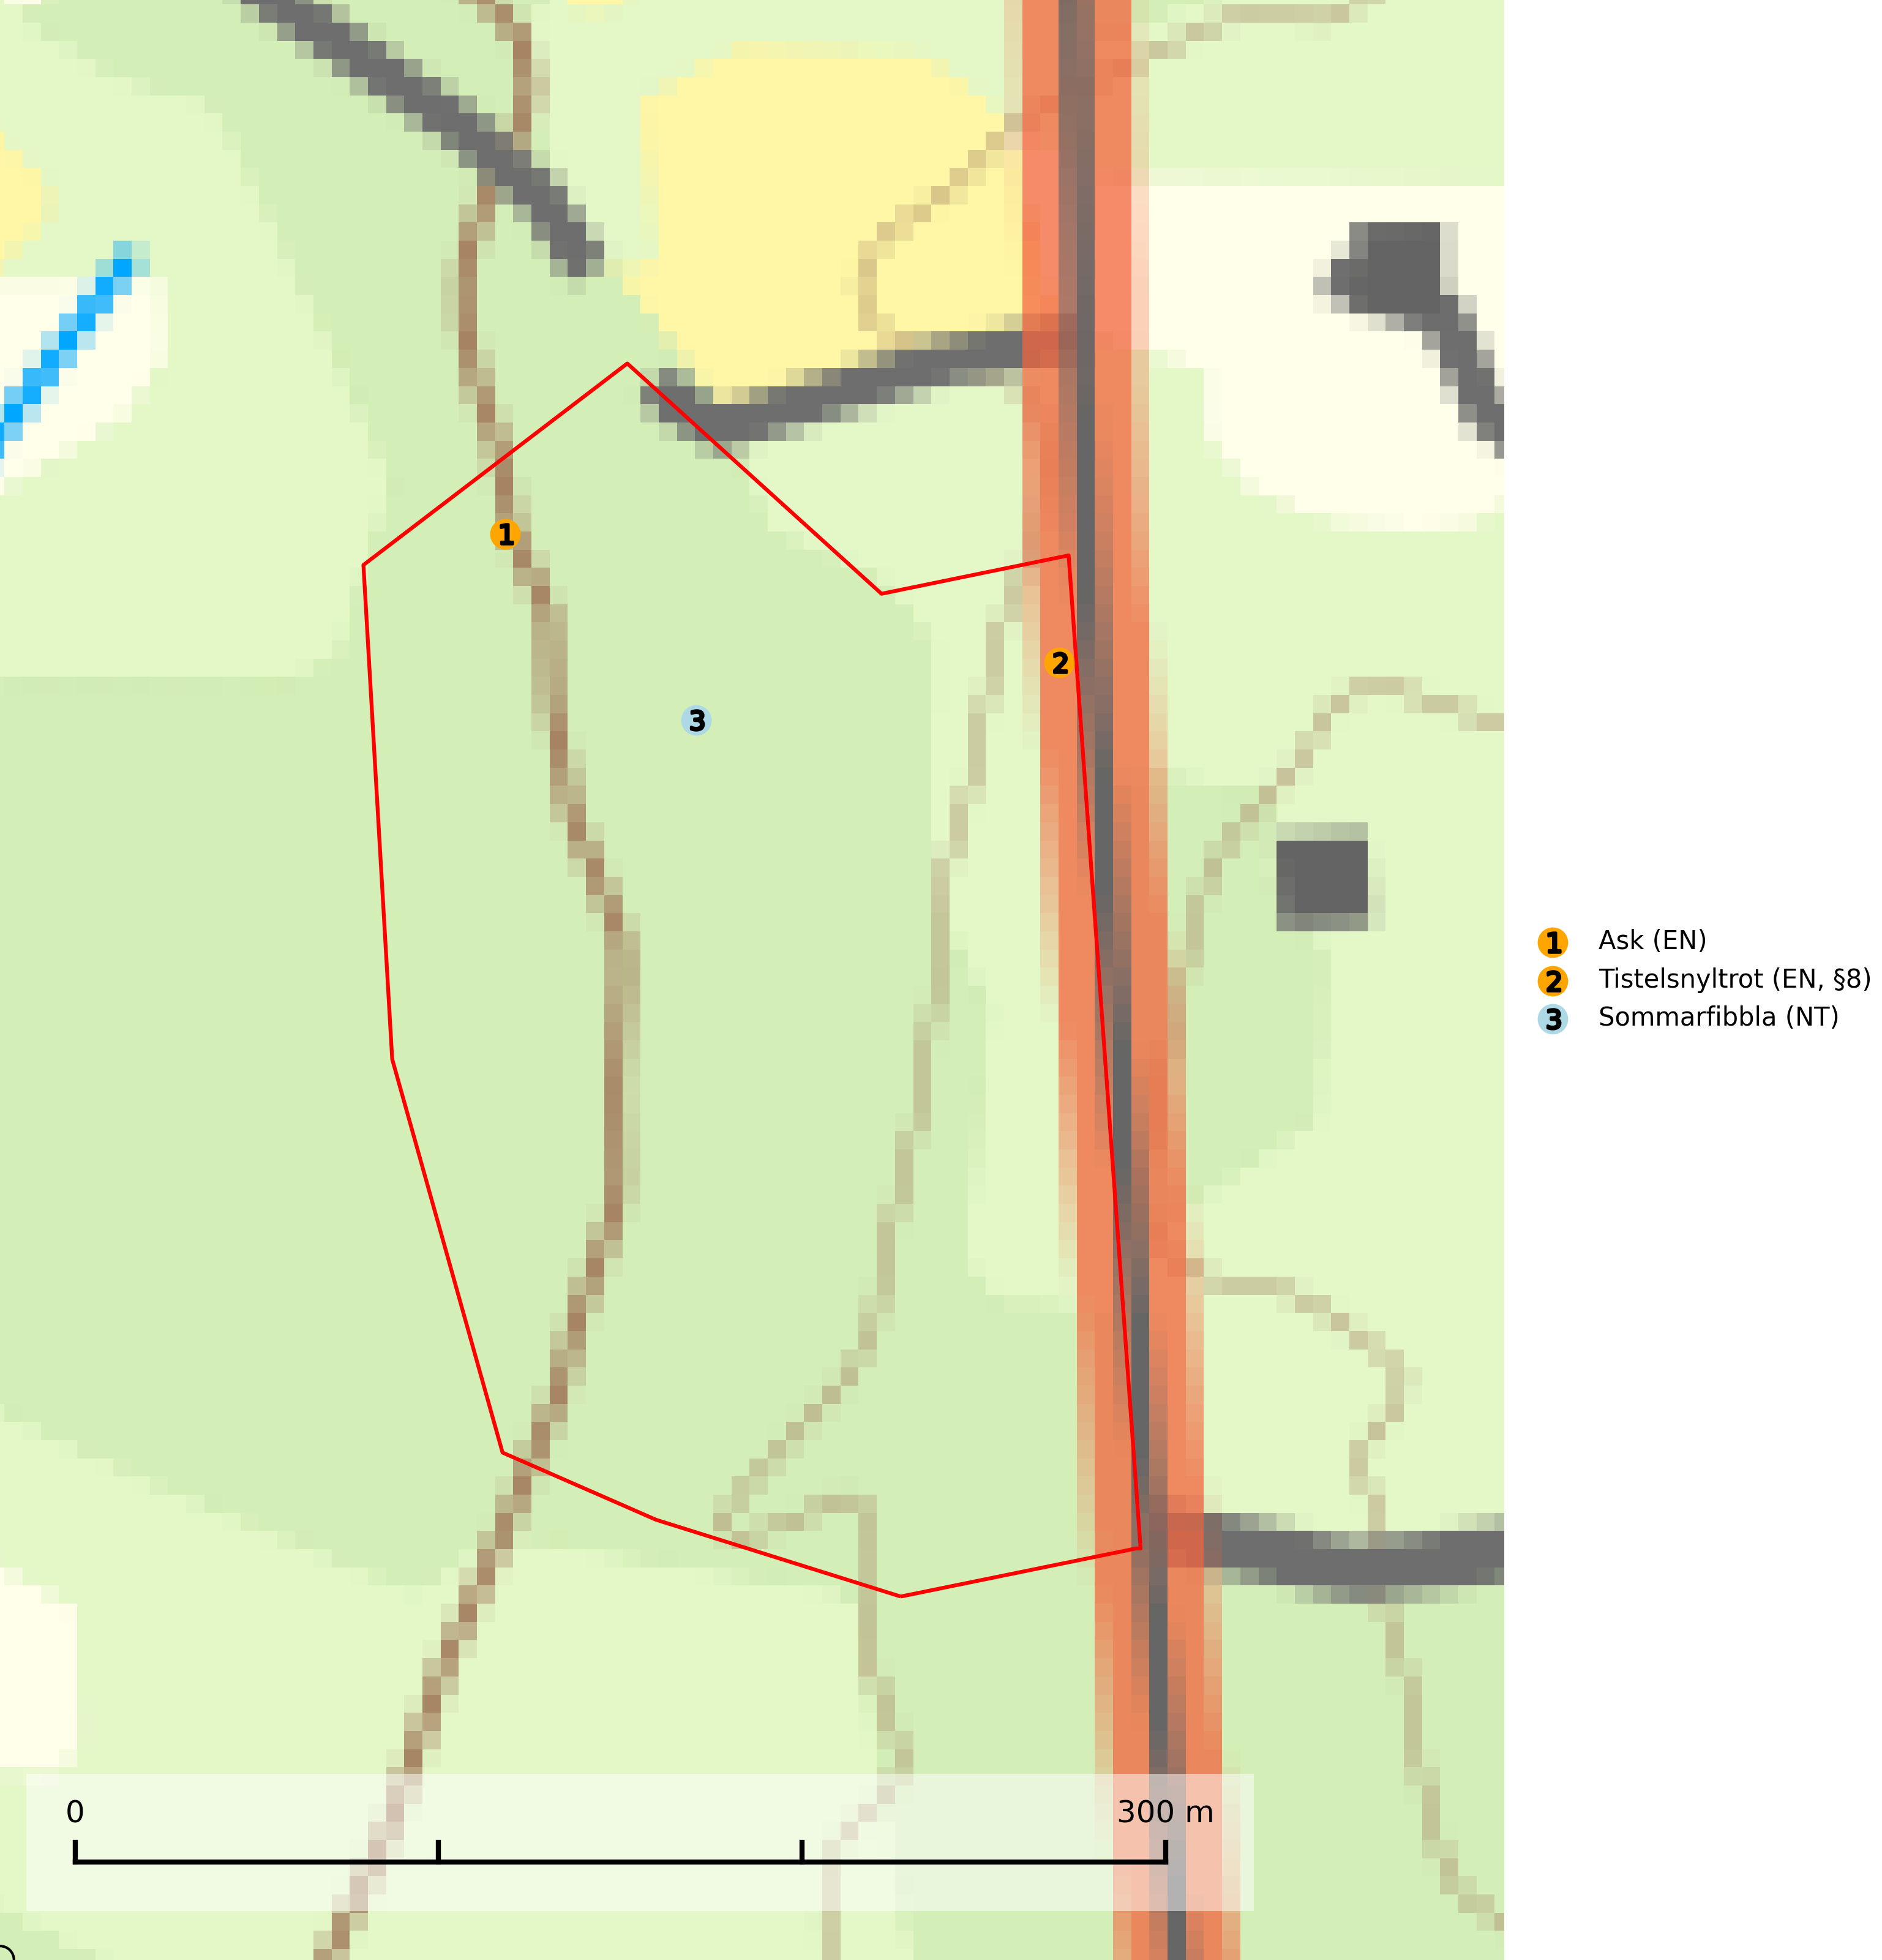 1
2
3
1 Ask (EN)
2 Tistelsnyltrot (EN, §8)
3 Sommarfibbla (NT)
0 300 m